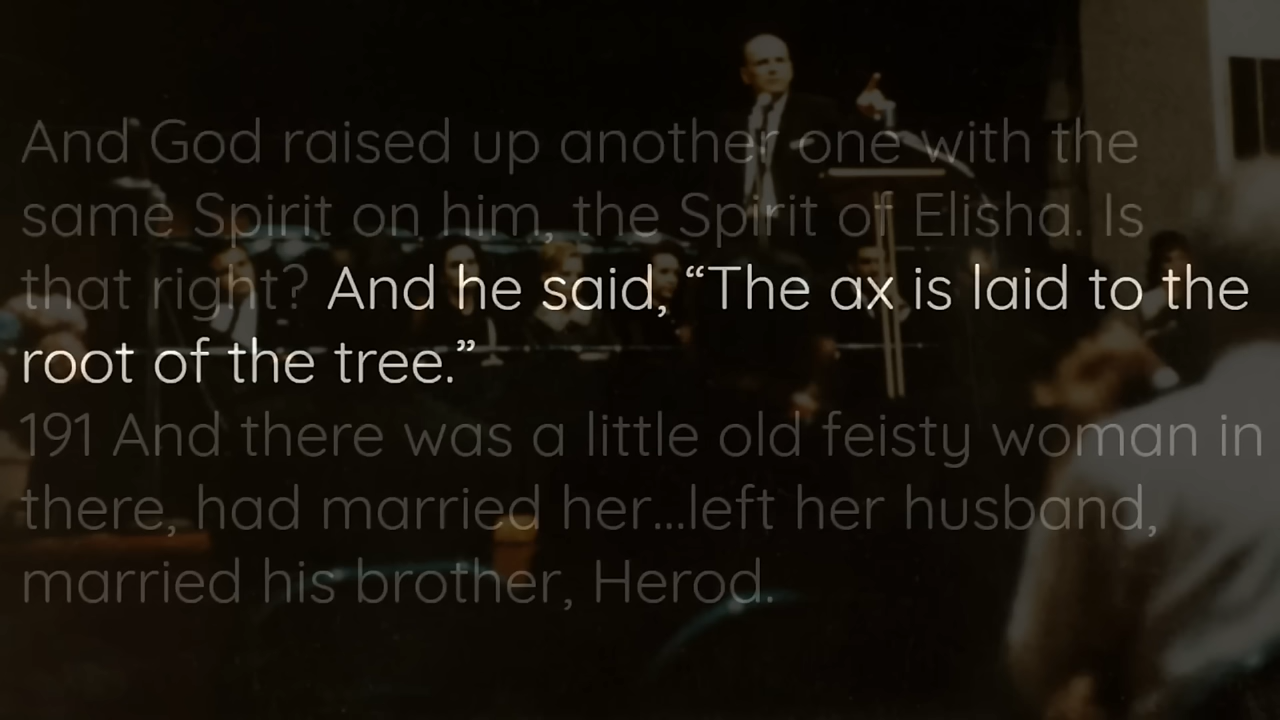 And God raised up another one with the
same Spirit on him, the Spirit of Elisha. Is
that right? And he said, “The ax is laid to the
root of the tree.”
191 And there was a little old feisty woman in
there, had married her...left her husband,
married his brother, Herod.